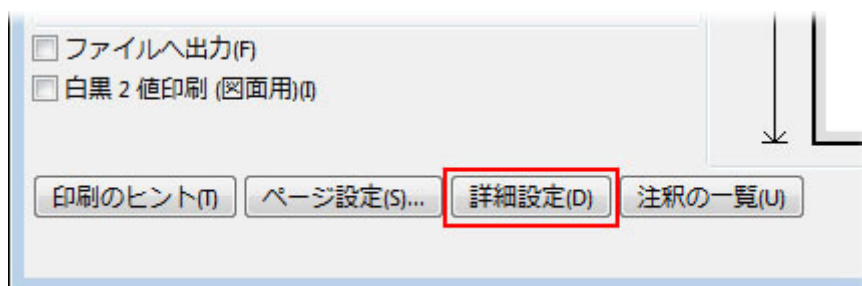 ファイルへ出力(F)
白黒 2 値印刷 (図面用)(I)
印刷のヒント(T) ページ設定(S)... 詳細設定(D) 注釈の一覧(U)